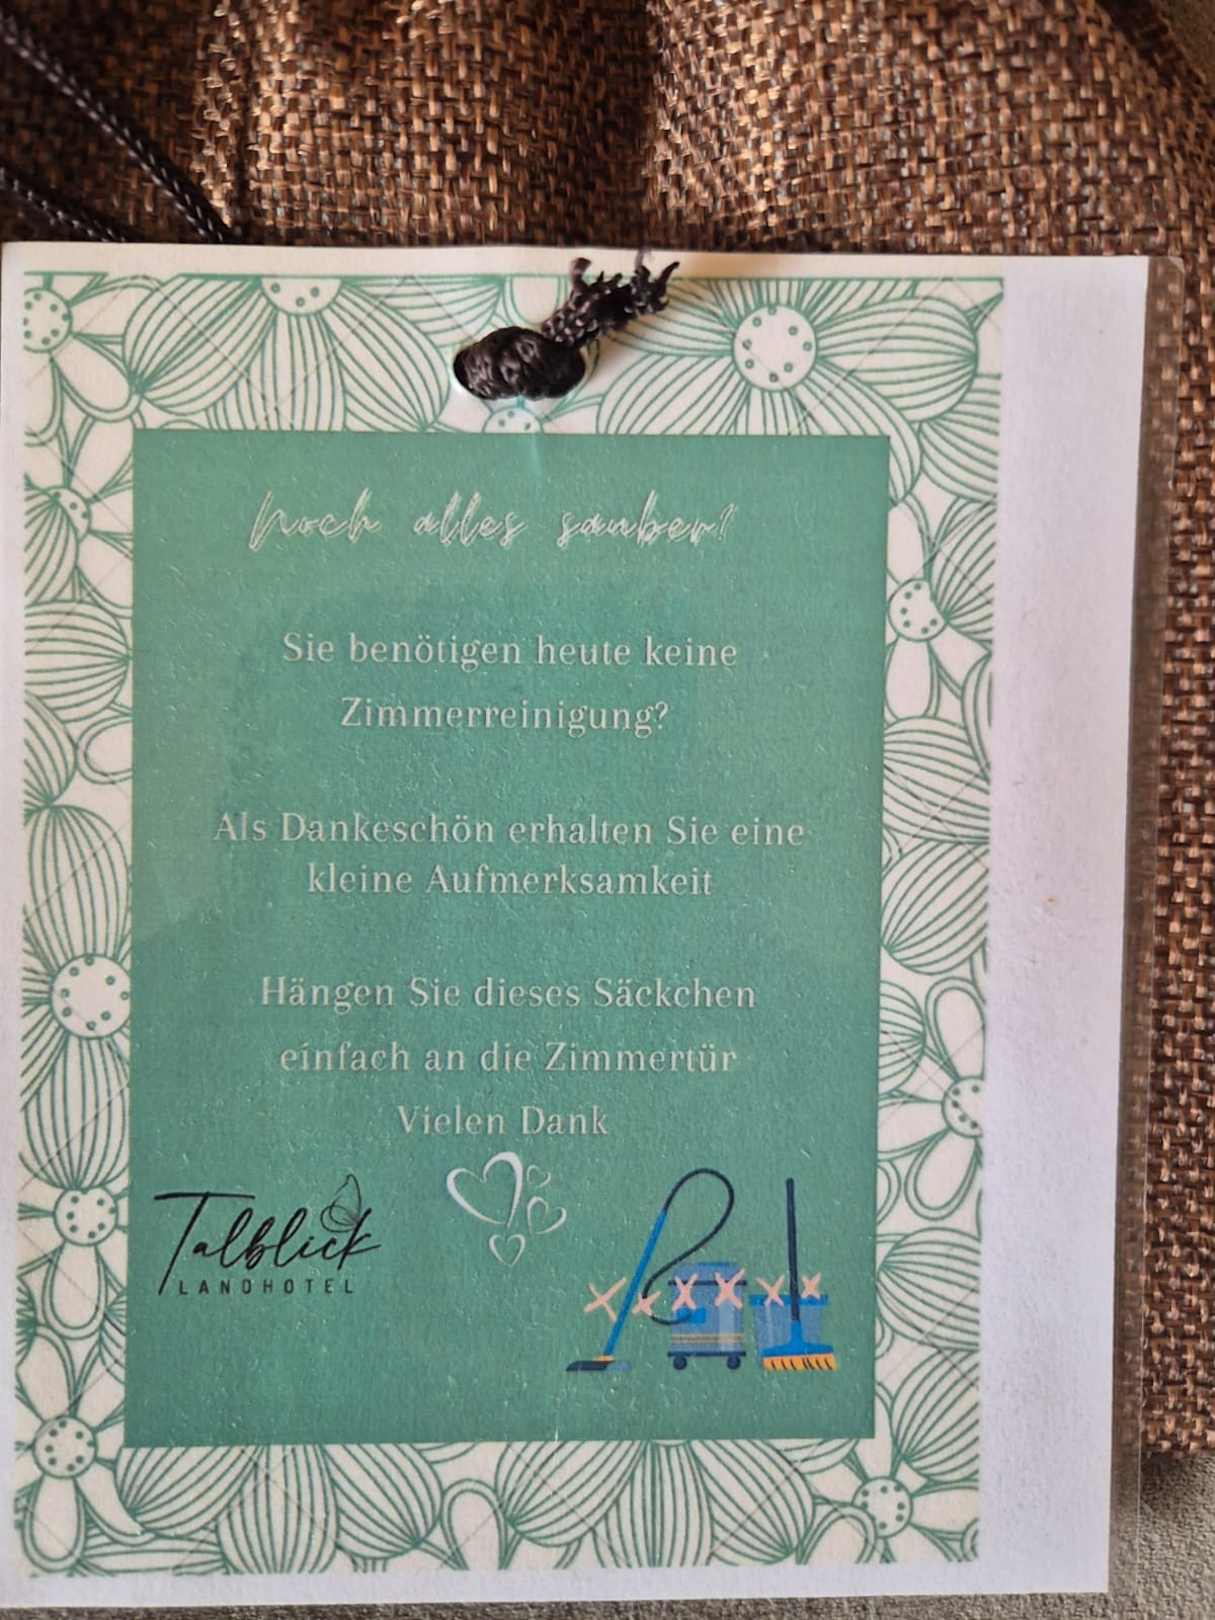 Noch alles sauber?
Sie benötigen heute keine
Zimmerreinigung?
Als Dankeschön erhalten Sie eine
kleine Aufmerksamkeit
Hängen Sie dieses Säckchen
einfach an die Zimmertür
Vielen Dank
Talblick
LANDHOTEL